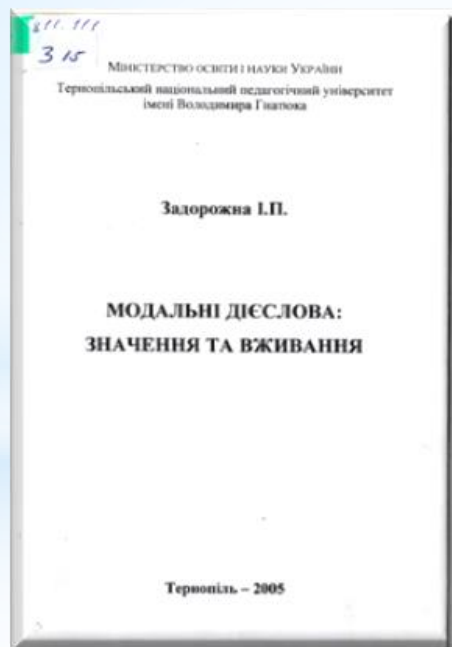 811.111
З 15
МІНІСТЕРСТВО ОСВІТИ І НАУКИ УКРАЇНИ
Тернопільський національний педагогічний університет
імені Володимира Гнатюка
Задорожна І.П.
МОДАЛЬНІ ДІЄСЛОВА:
ЗНАЧЕННЯ ТА ВЖИВАННЯ
Тернопіль – 2005